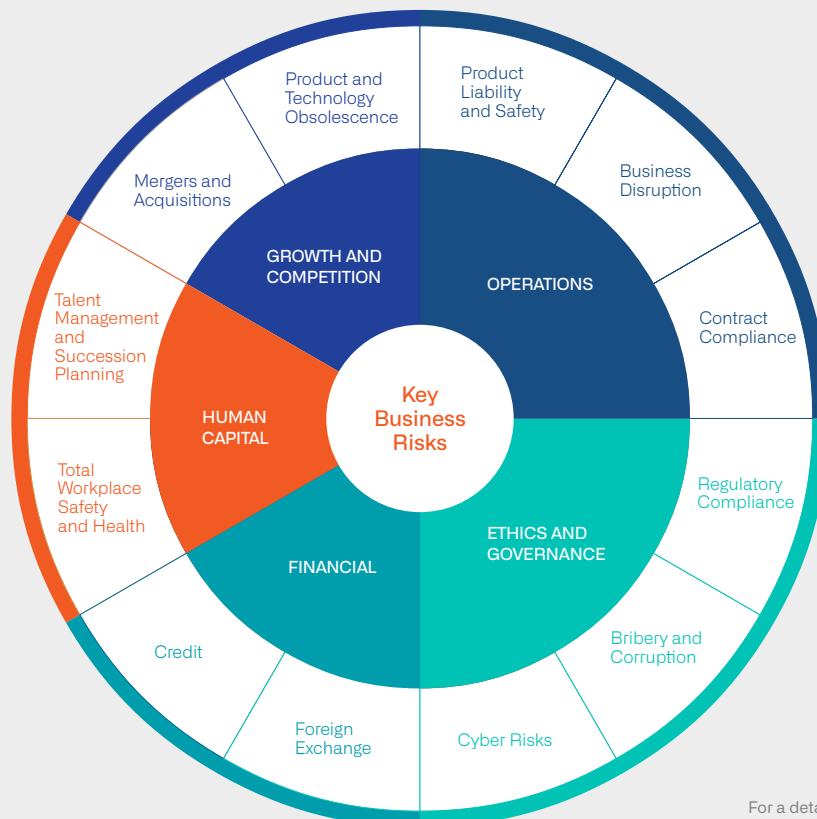 Product and
Technology
Obsolescence
Product
Liability
and Safety
Mergers and
Acquisitions
Business
Disruption
GROWTH AND
COMPETITION
OPERATIONS
Talent
Management
and
Succession
Planning
Contract
Compliance
HUMAN
CAPITAL
Key
Business
Risks
Total
Workplace
Safety
and Health
Regulatory
Compliance
FINANCIAL
ETHICS AND
GOVERNANCE
Credit
Bribery and
Corruption
Foreign
Exchange
Cyber Risks
For a deta